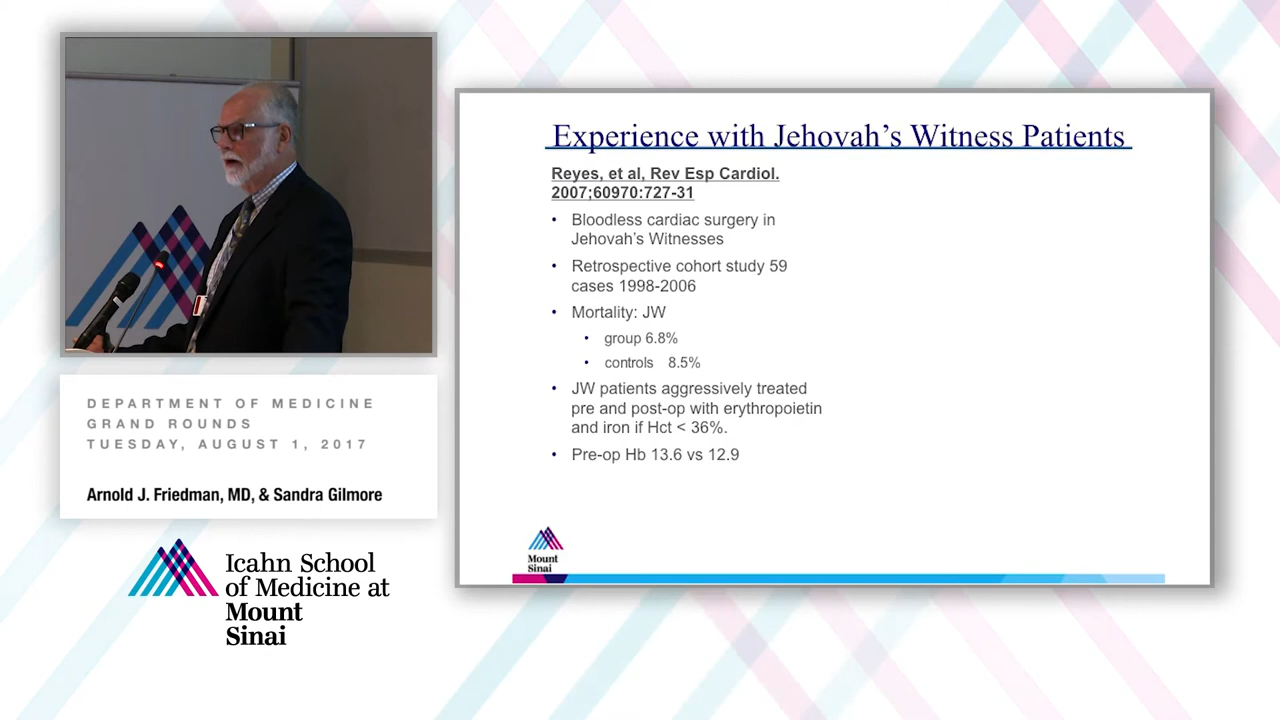 DEPARTMENT OF MEDICINE
GRAND ROUNDS
TUESDAY, AUGUST 1, 2017
Arnold J. Friedman, MD, & Sandra Gilmore
Icahn School
of Medicine at
Mount
Sinai
Experience with Jehovah's Witness Patients
Reyes, et al, Rev Esp Cardiol.
2007;60970:727-31
• Bloodless cardiac surgery in
Jehovah's Witnesses
• Retrospective cohort study 59
cases 1998-2006
• Mortality: JW
• group 6.8%
• controls 8.5%
• JW patients aggressively treated
pre and post-op with erythropoietin
and iron if Hct < 36%.
• Pre-op Hb 13.6 vs 12.9
Mount
Sinai